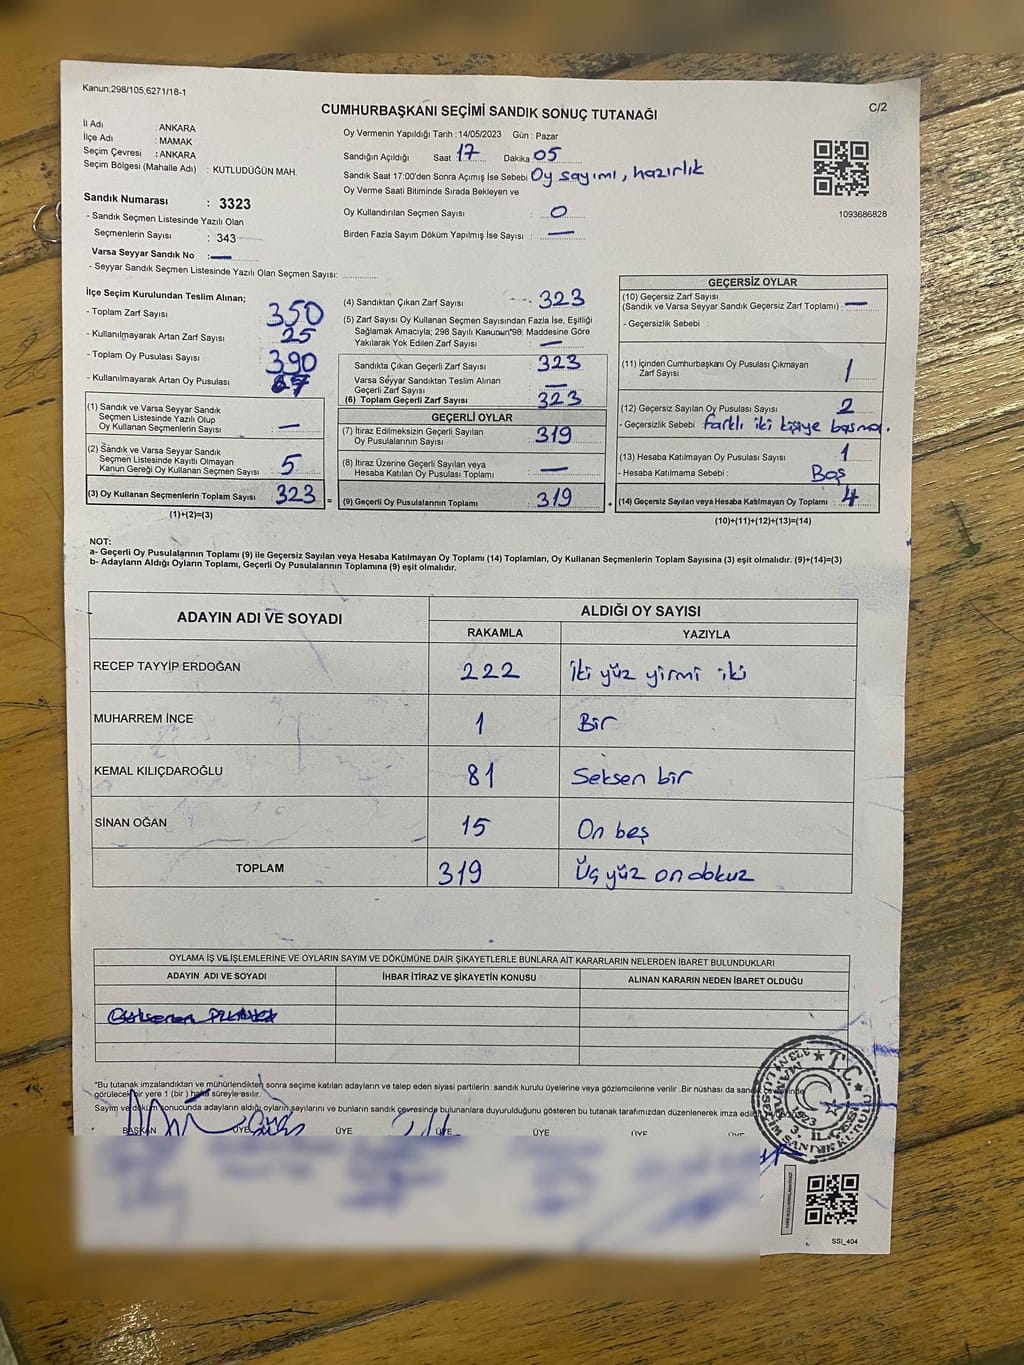 Kanun:298/105,6271/18-1
C/2
CUMHURBAŞKANI SEÇİMİ SANDIK SONUÇ TUTANAĞI
İl Adı : ANKARA
İlçe Adı : MAMAK
Seçim Çevresi : ANKARA
Seçim Bölgesi (Mahalle Adı) : KUTLUDÜĞÜN MAH.
Sandık Numarası : 3323
- Sandık Seçmen Listesinde Yazılı Olan
Seçmenlerin Sayısı : 343
Varsa Seyyar Sandık No : —
- Seyyar Sandık Seçmen Listesinde Yazılı Olan Seçmen Sayısı:
Oy Vermenin Yapıldığı Tarih : 14/05/2023 Gün : Pazar
Sandığın Açıldığı Saat 17 Dakika 05
Sandık Saat 17:00'den Sonra Açımış İse Sebebi Oy sayımı, hazırlık
Oy Verme Saati Bitiminde Sırada Bekleyen ve
Oy Kullandırılan Seçmen Sayısı : 0
Birden Fazla Sayım Döküm Yapılmış İse Sayısı : —
1093686828
İlçe Seçim Kurulundan Teslim Alınan;
- Toplam Zarf Sayısı : 350
- Kullanılmayarak Artan Zarf Sayısı : 25
- Toplam Oy Pusulası Sayısı : 390
- Kullanılmayarak Artan Oy Pusulası :
(1) Sandık ve Varsa Seyyar Sandık
Seçmen Listesinde Yazılı Olup
Oy Kullanan Seçmenlerin Sayısı : —
(2) Sandık ve Varsa Seyyar Sandık
Seçmen Listesinde Kayıtlı Olmayan
Kanun Gereği Oy Kullanan Seçmen Sayısı : 5
(3) Oy Kullanan Seçmenlerin Toplam Sayısı : 323
(1)+(2)=(3)
(4) Sandıktan Çıkan Zarf Sayısı : 323
(5) Zarf Sayısı Oy Kullanan Seçmen Sayısından Fazla İse, Eşitliği
Sağlamak Amacıyla; 298 Sayılı Kanunun"98. Maddesine Göre
Yakılarak Yok Edilen Zarf Sayısı : —
Sandıkta Çıkan Geçerli Zarf Sayısı : 323
Varsa Seyyar Sandıktan Teslim Alınan
Geçerli Zarf Sayısı : —
(6) Toplam Geçerli Zarf Sayısı : 323
GEÇERLİ OYLAR
(7) İtiraz Edilmeksizin Geçerli Sayılan
Oy Pusulalarının Sayısı : 319
(8) İtiraz Üzerine Geçerli Sayılan veya
Hesaba Katılan Oy Pusulası Toplamı : —
= (9) Geçerli Oy Pusulalarının Toplamı : 319
GEÇERSİZ OYLAR
(10) Geçersiz Zarf Sayısı
(Sandık ve Varsa Seyyar Sandık Geçersiz Zarf Toplamı) : —
- Geçersizlik Sebebi :
(11) İçinden Cumhurbaşkanı Oy Pusulası Çıkmayan
Zarf Sayısı : 1
(12) Geçersiz Sayılan Oy Pusulası Sayısı : 2
- Geçersizlik Sebebi farklı iki kişiye basma.
(13) Hesaba Katılmayan Oy Pusulası Sayısı : 1
- Hesaba Katılmama Sebebi : Boş
+ (14) Geçersiz Sayılan veya Hesaba Katılmayan Oy Toplamı : 4
(10)+(11)+(12)+(13)=(14)
NOT:
a- Geçerli Oy Pusulalarının Toplamı (9) ile Geçersiz Sayılan veya Hesaba Katılmayan Oy Toplamı (14) Toplamları, Oy Kullanan Seçmenlerin Toplam Sayısına (3) eşit olmalıdır. (9)+(14)=(3)
b- Adayların Aldığı Oyların Toplamı, Geçerli Oy Pusulalarının Toplamına (9) eşit olmalıdır.
ADAYIN ADI VE SOYADI ALDIĞI OY SAYISI
RAKAMLA YAZIYLA
RECEP TAYYİP ERDOĞAN 222 İki yüz yirmi iki
MUHARREM İNCE 1 Bir
KEMAL KILIÇDAROĞLU 81 Seksen bir
SİNAN OĞAN 15 On beş
TOPLAM 319 Üç yüz on dokuz
OYLAMA İŞ VE İŞLEMLERİNE VE OYLARIN SAYIM VE DÖKÜMÜNE DAİR ŞİKAYETLERLE BUNLARA AİT KARARLARIN NELERDEN İBARET BULUNDUKLARI
ADAYIN ADI VE SOYADI İHBAR İTİRAZ VE ŞİKAYETİN KONUSU ALINAN KARARIN NEDEN İBARET OLDUĞU
*Bu tutanak imzalandıktan ve mühürlendikten sonra seçime katılan adayların ve talep eden siyasi partilerin sandık kurulu üyelerine veya gözlemcilerine verilir .Bir nüshası da
görülecek bir yere 1 (bir ) hafta süreyle asılır.
Sayım ve döküm sonucunda adayların aldığı oyların sayılarını ve bunların sandık çevresinde bulunanlara duyurulduğunu gösteren bu tutanak tarafımızdan düzenlenerek imza
BAŞKAN ÜYE ÜYE ÜYE ÜYE ÜYE ÜYE
T.C.
SSI_404